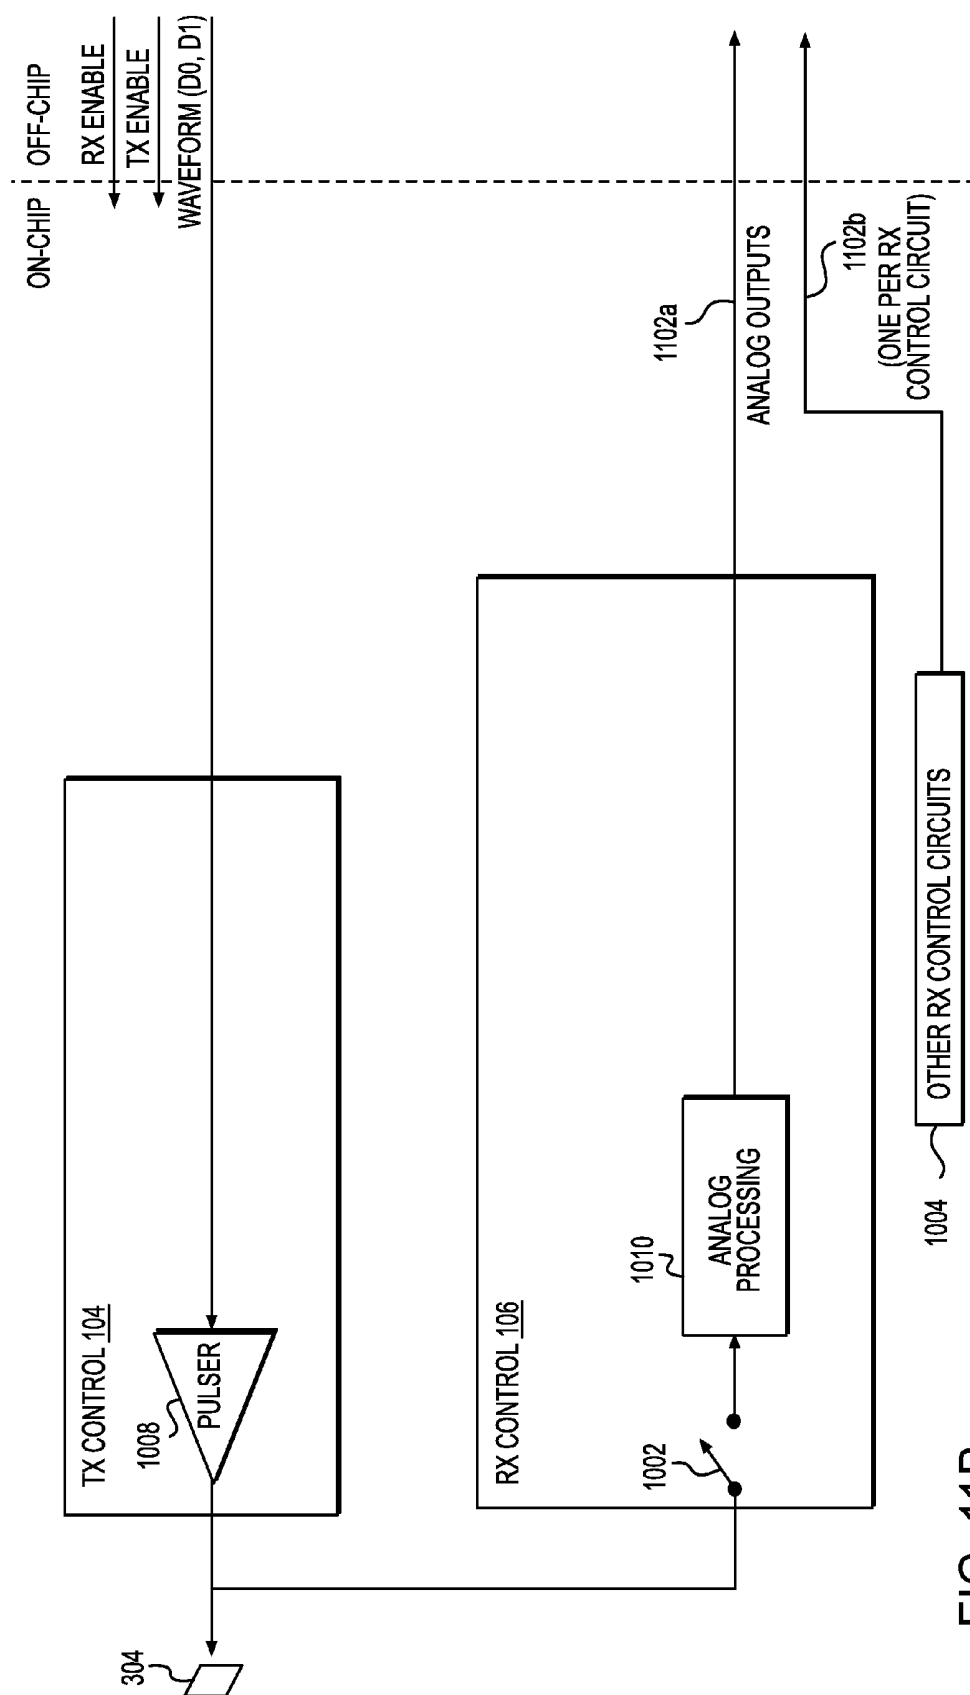 ON-CHIP
OFF-CHIP
RX ENABLE
TX ENABLE
WAVEFORM (D0, D1)
TX CONTROL 104
1008
PULSER
304
RX CONTROL 106
1002
1010
ANALOG
PROCESSING
1102a
ANALOG OUTPUTS
1102b
(ONE PER RX
CONTROL CIRCUIT)
OTHER RX CONTROL CIRCUITS
1004